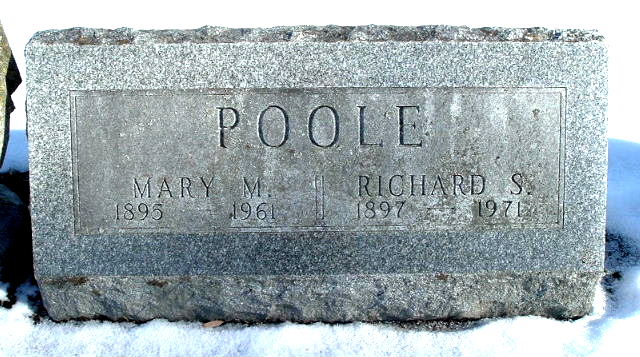 POOLE
MARY M. RICHARD S.
1895 — 1961 1897 — 1971